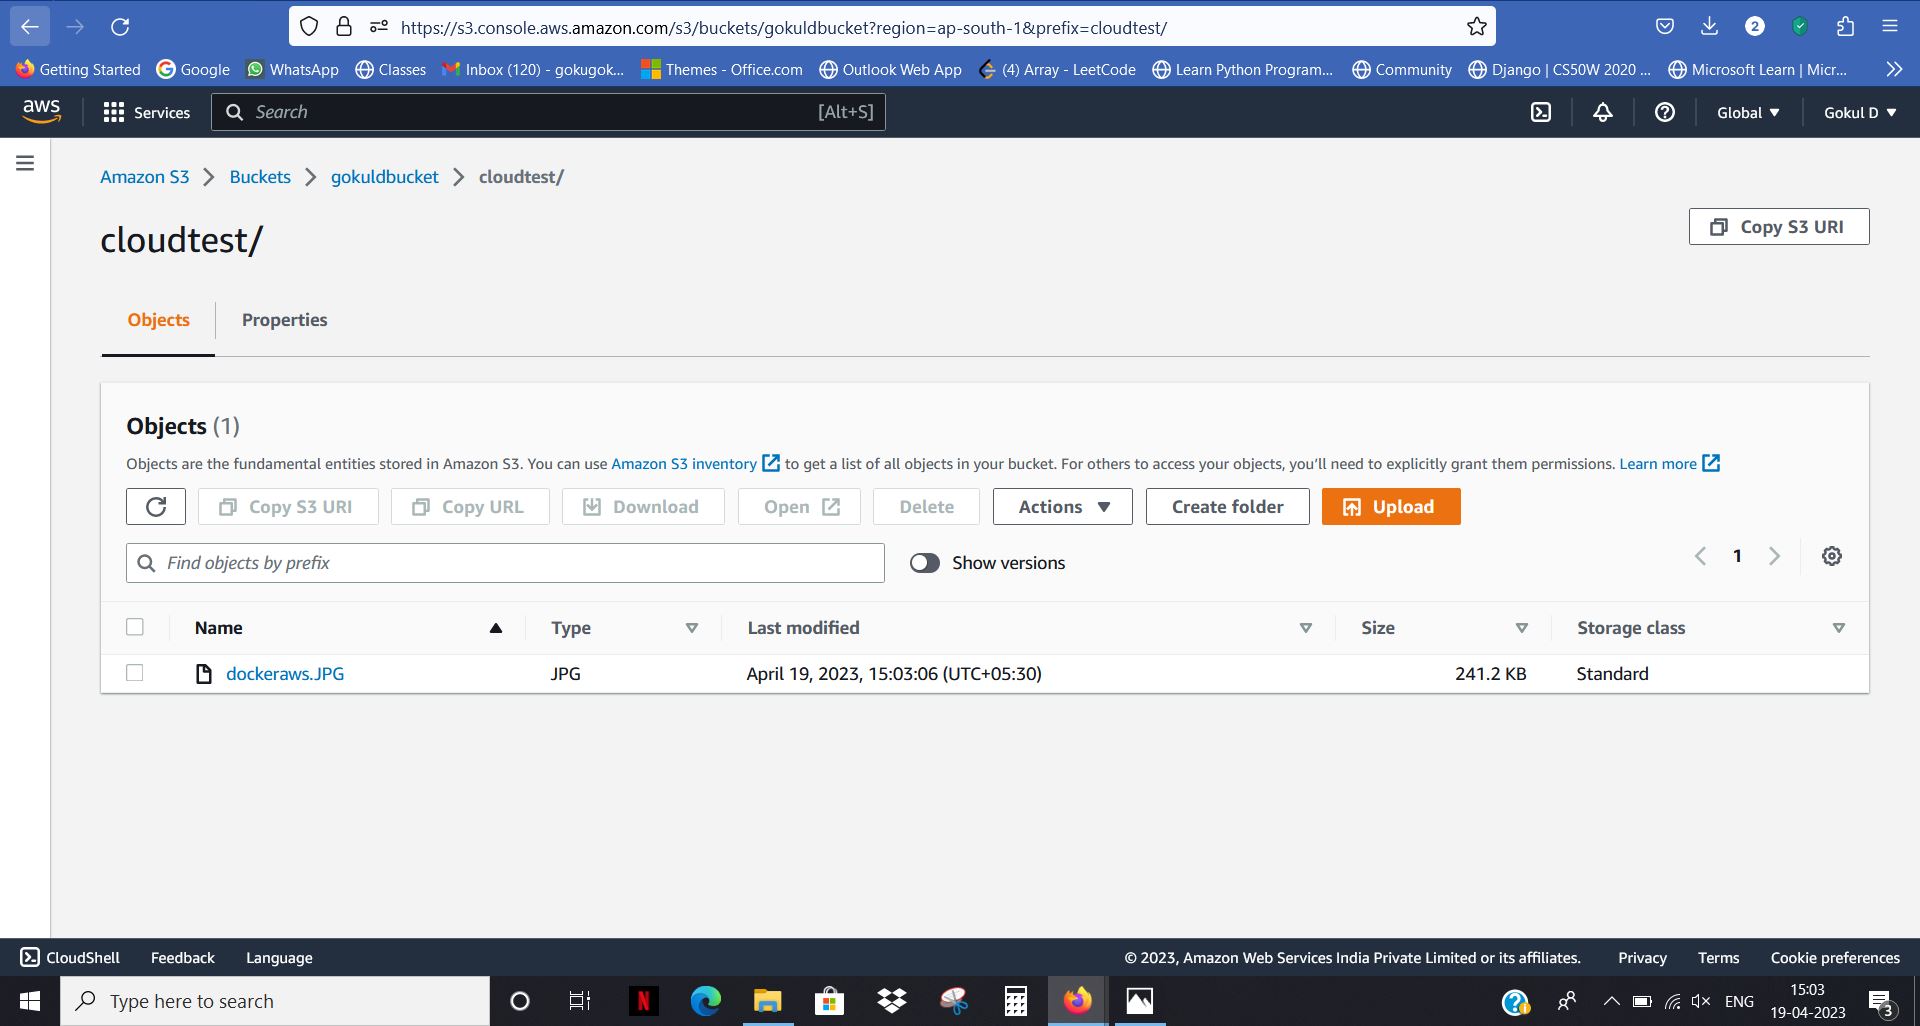 https://s3.console.aws.amazon.com/s3/buckets/gokuldbucket?region=ap-south-1&prefix=cloudtest/
2
Getting Started Google WhatsApp Classes Inbox (120) - gokugok... Themes - Office.com Outlook Web App (4) Array - LeetCode Learn Python Program... Community Django | CS50W 2020 ... Microsoft Learn | Micr...
aws Services Search [Alt+S] Global Gokul D
Amazon S3 Buckets gokuldbucket cloudtest/
cloudtest/
Copy S3 URI
Objects Properties
Objects (1)
Objects are the fundamental entities stored in Amazon S3. You can use Amazon S3 inventory to get a list of all objects in your bucket. For others to access your objects, you'll need to explicitly grant them permissions. Learn more
Copy S3 URI Copy URL Download Open Delete Actions Create folder Upload
Find objects by prefix Show versions 1
Name Type Last modified Size Storage class
dockeraws.JPG JPG April 19, 2023, 15:03:06 (UTC+05:30) 241.2 KB Standard
CloudShell Feedback Language © 2023, Amazon Web Services India Private Limited or its affiliates. Privacy Terms Cookie preferences
Type here to search N ENG 15:03
19-04-2023 3